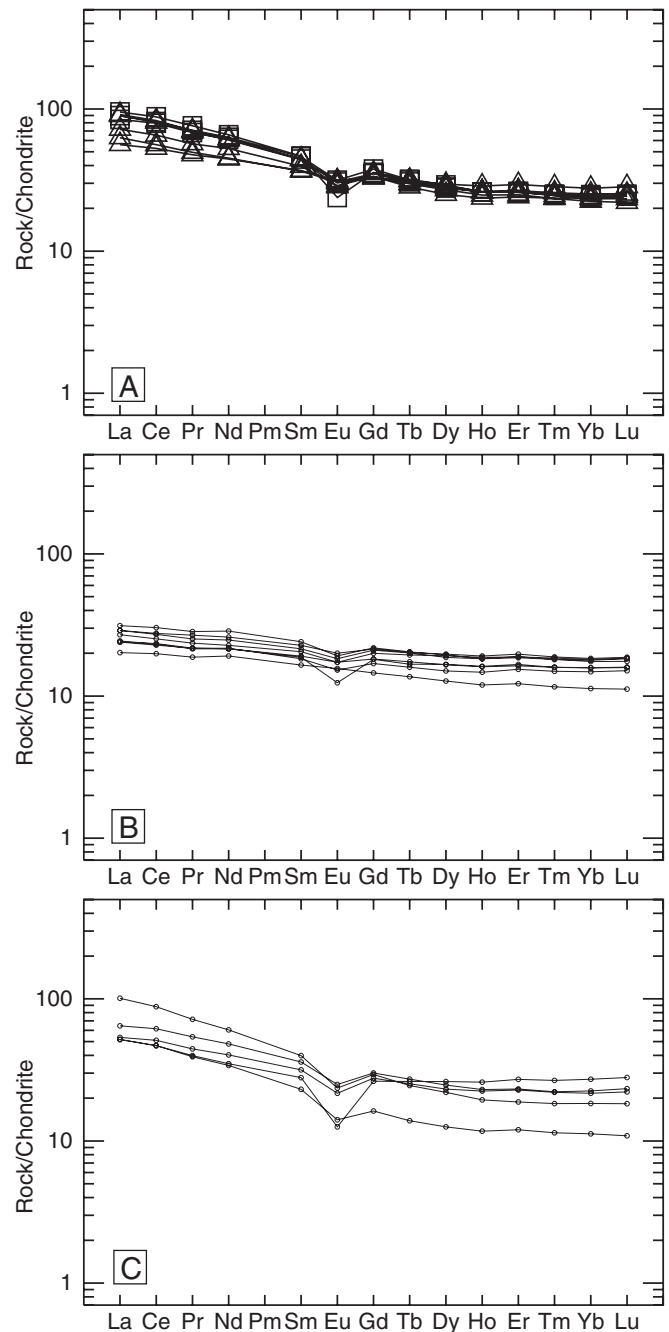 100
10
1
Rock/Chondrite
A
La Ce Pr Nd Pm Sm Eu Gd Tb Dy Ho Er Tm Yb Lu
100
10
1
Rock/Chondrite
B
La Ce Pr Nd Pm Sm Eu Gd Tb Dy Ho Er Tm Yb Lu
100
10
1
Rock/Chondrite
C
La Ce Pr Nd Pm Sm Eu Gd Tb Dy Ho Er Tm Yb Lu